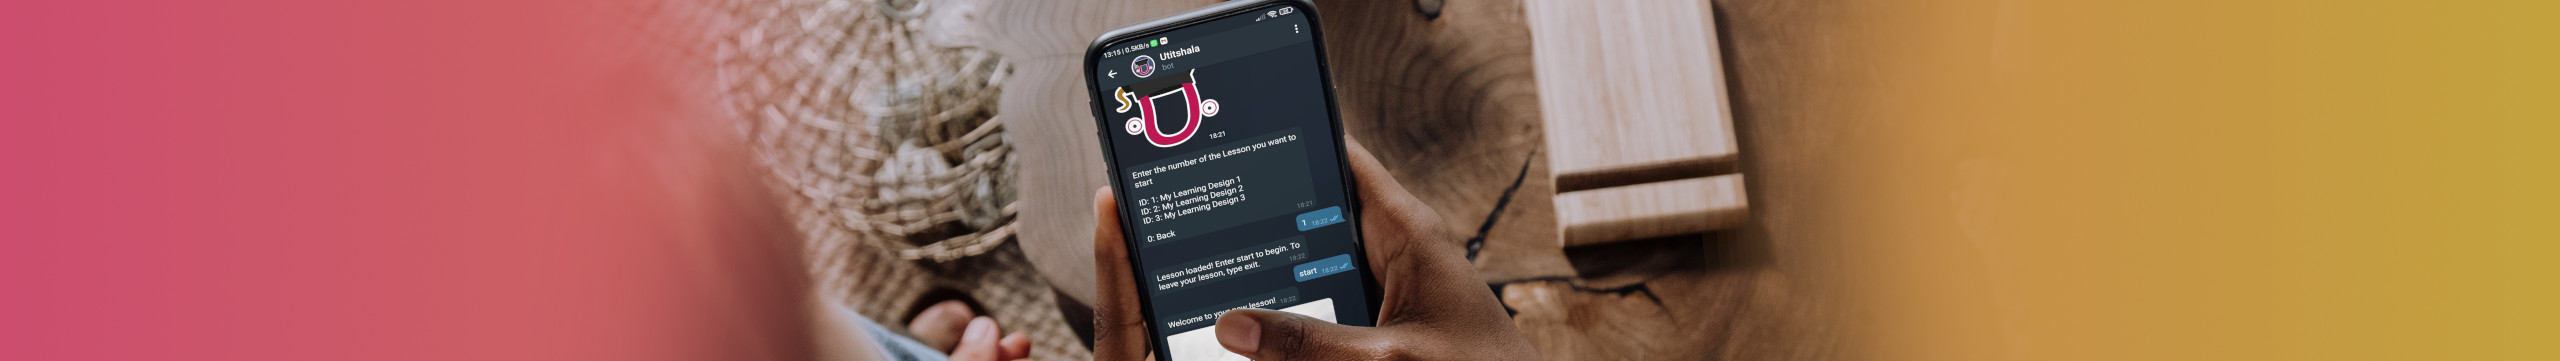 13:15 | 0.5KB/s
Utitshala
bot
U
18:21
Enter the number of the Lesson you want to
start
ID: 1: My Learning Design 1
ID: 2: My Learning Design 2
ID: 3: My Learning Design 3
0: Back
18:21
1 18:22
Lesson loaded! Enter start to begin. To
leave your lesson, type exit.
18:22
start 18:22
Welcome to your new lesson! 18:22